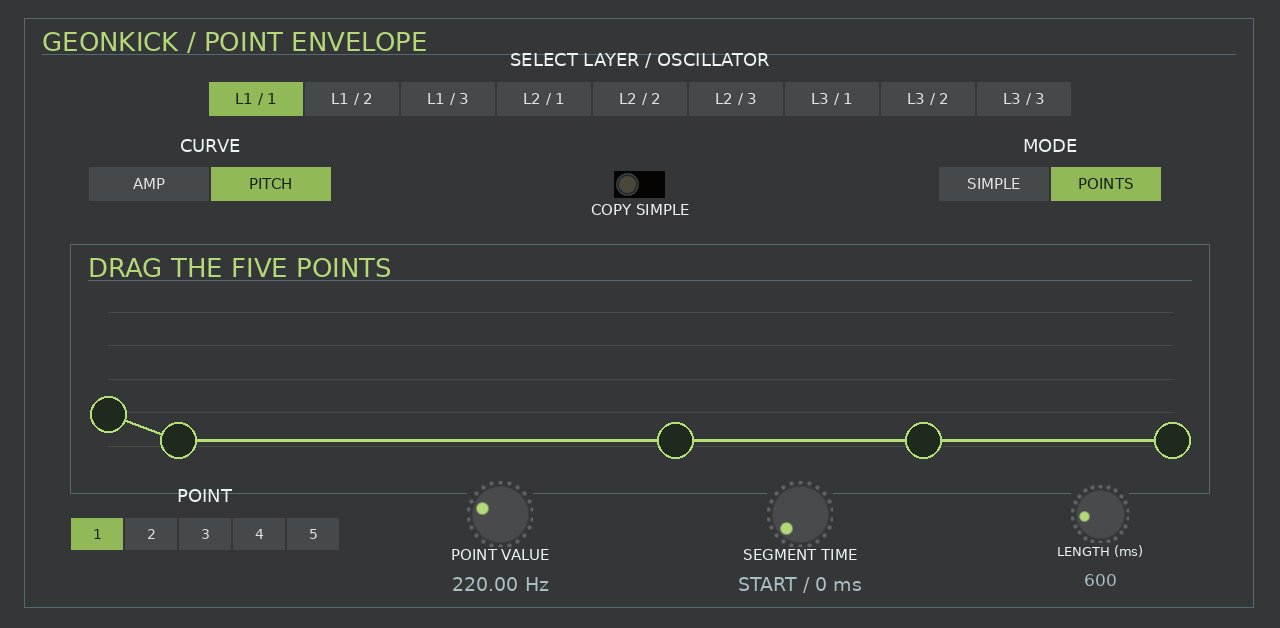 GEONKICK / POINT ENVELOPE
SELECT LAYER / OSCILLATOR
L1 / 1 L1 / 2 L1 / 3 L2 / 1 L2 / 2 L2 / 3 L3 / 1 L3 / 2 L3 / 3
CURVE
MODE
AMP PITCH
SIMPLE POINTS
COPY SIMPLE
DRAG THE FIVE POINTS
POINT
1 2 3 4 5
POINT VALUE
220.00 Hz
SEGMENT TIME
START / 0 ms
LENGTH (ms)
600